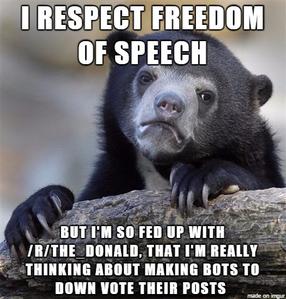 I RESPECT FREEDOM
OF SPEECH
BUT I'M SO FED UP WITH
/R/THE_DONALD, THAT I'M REALLY
THINKING ABOUT MAKING BOTS TO
DOWN VOTE THEIR POSTS
made on imgur